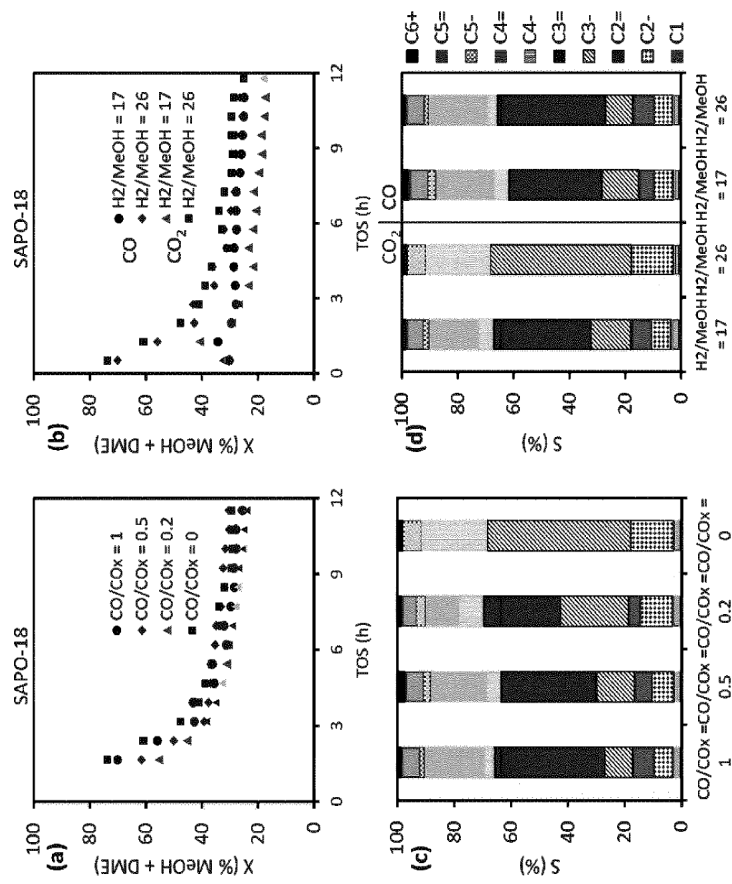 (a)
SAPO-18
X (% MeOH + DME)
100
80
60
40
20
0
CO/COx = 1
CO/COx = 0.5
CO/COx = 0.2
CO/COx = 0
0
3
6
9
12
TOS (h)
(b)
SAPO-18
X (% MeOH + DME)
100
80
60
40
20
0
CO
H2/MeOH = 17
H2/MeOH = 26
CO2
H2/MeOH = 17
H2/MeOH = 26
0
3
6
9
12
TOS (h)
(c)
S (%)
100
80
60
40
20
0
CO/COx =CO/COx =CO/COx =CO/COx =
1
0.5
0.2
0
(d)
S (%)
100
80
60
40
20
0
CO2
CO
H2/MeOH H2/MeOH H2/MeOH H2/MeOH
= 17
= 26
= 17
= 26
C6+
C5=
C5-
C4=
C4-
C3=
C3-
C2=
C2-
C1